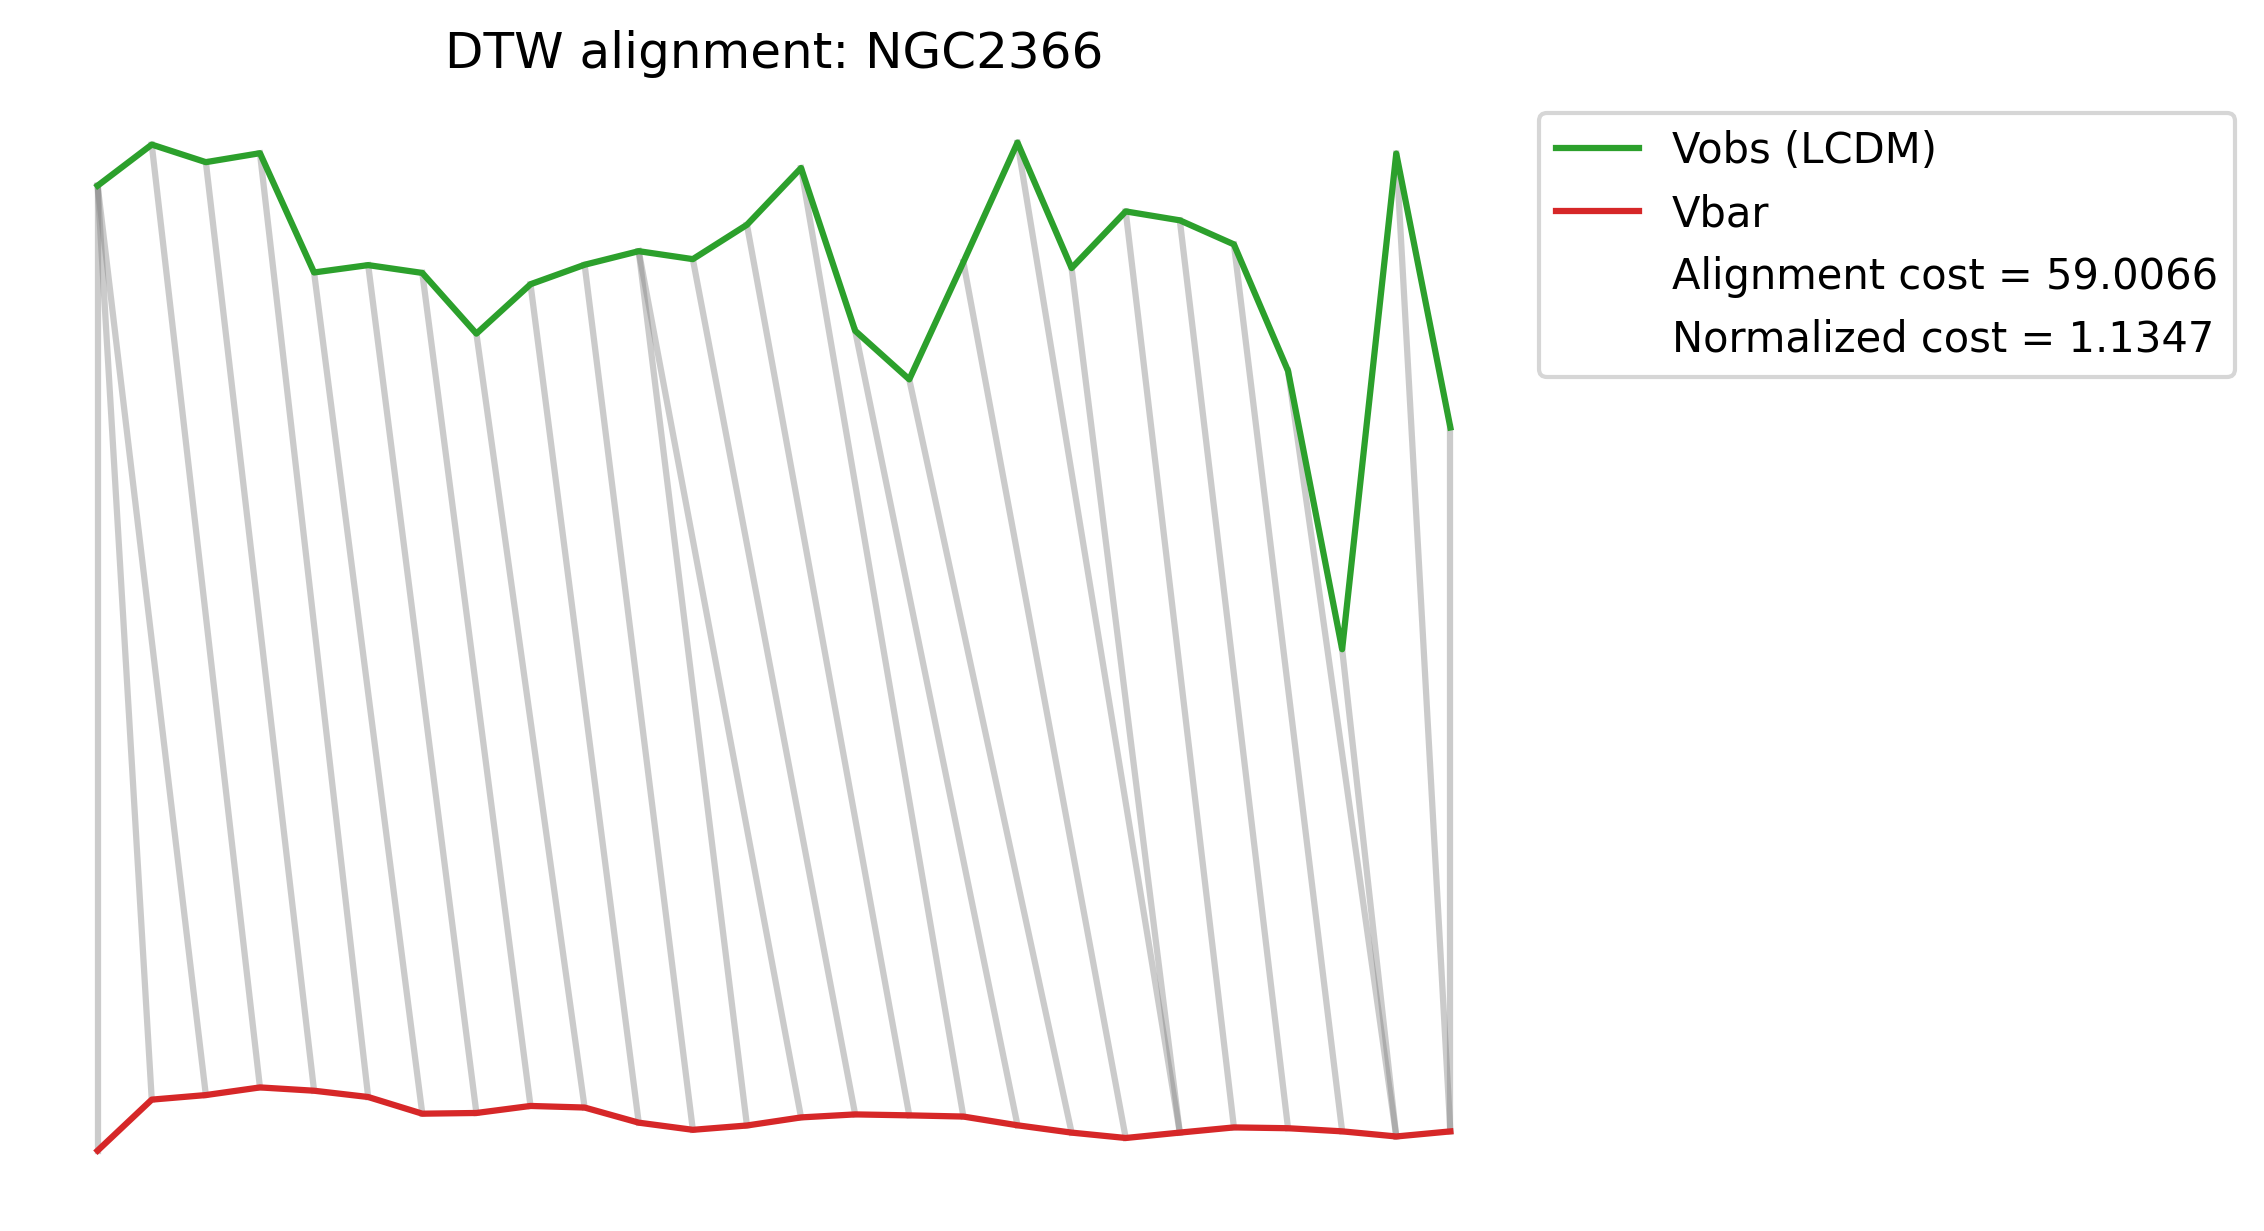 DTW alignment: NGC2366
Vobs (LCDM)
Vbar
Alignment cost = 59.0066
Normalized cost = 1.1347